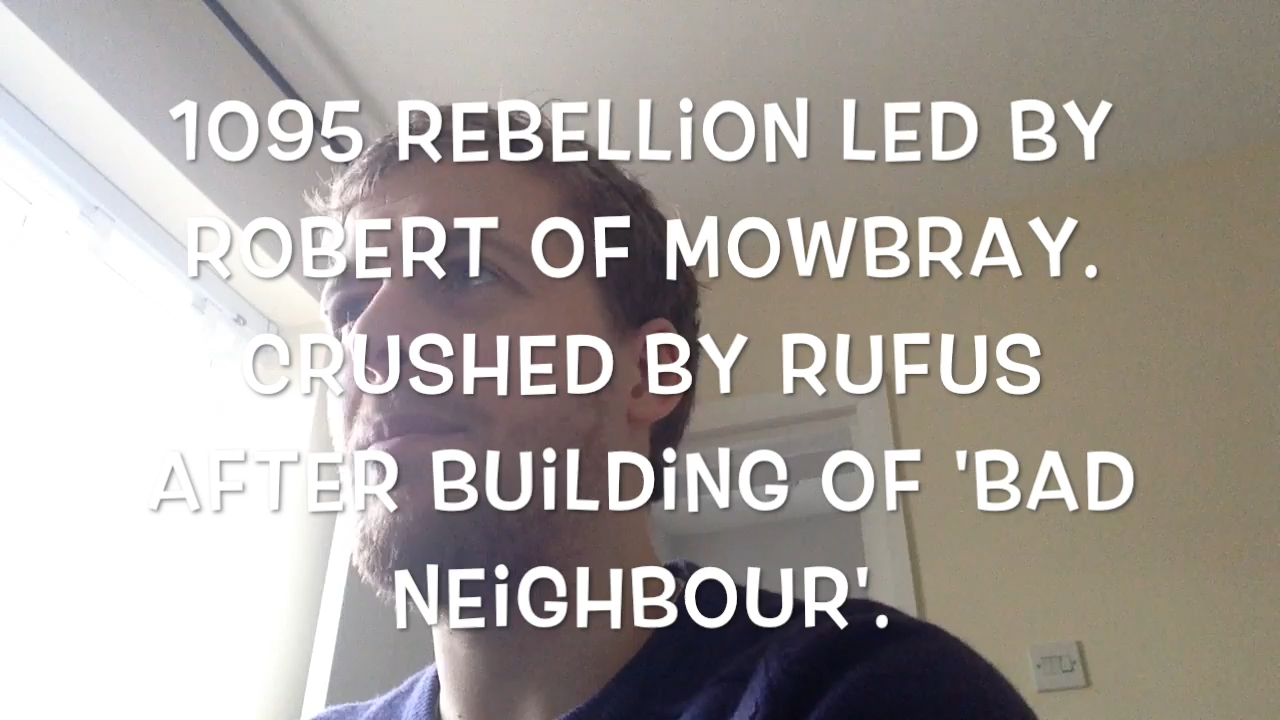 1095 REBELLiON LED BY
ROBERT OF MOWBRAY.
CRUSHED BY RUFUS
AFTER BUiLDiNG OF 'BAD
NEiGHBOUR'.